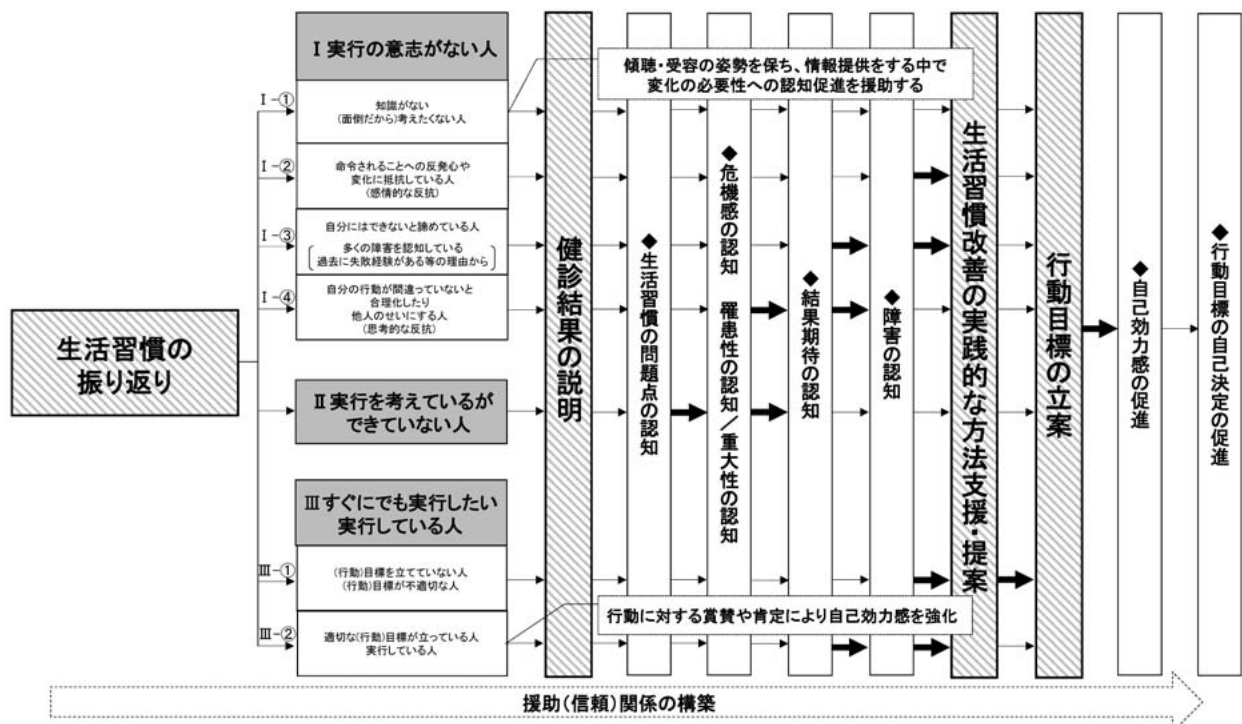 生活習慣の
振り返り
Ⅰ 実行の意志がない人
Ⅰ-①
知識がない
(面倒だから)考えたくない人
Ⅰ-②
命令されることへの反発心や
変化に抵抗している人
(感情的な反抗)
Ⅰ-③
自分にはできないと諦めている人
多くの障害を認知している
過去に失敗経験がある等の理由から
Ⅰ-④
自分の行動が間違っていないと
合理化したり
他人のせいにする人
(思考的な反抗)
Ⅱ 実行を考えているが
できていない人
Ⅲ すぐにでも実行したい
実行している人
Ⅲ-①
(行動)目標を立てていない人
(行動)目標が不適切な人
Ⅲ-②
適切な(行動)目標が立っている人
実行している人
傾聴・受容の姿勢を保ち、情報提供をする中で
変化の必要性への認知促進を援助する
健診結果の説明
◆生活習慣の問題点の認知
◆危機感の認知 罹患性の認知/重大性の認知
◆結果期待の認知
◆障害の認知
生活習慣改善の実践的な方法支援・提案
行動目標の立案
◆自己効力感の促進
◆行動目標の自己決定の促進
行動に対する賞賛や肯定により自己効力感を強化
援助(信頼)関係の構築